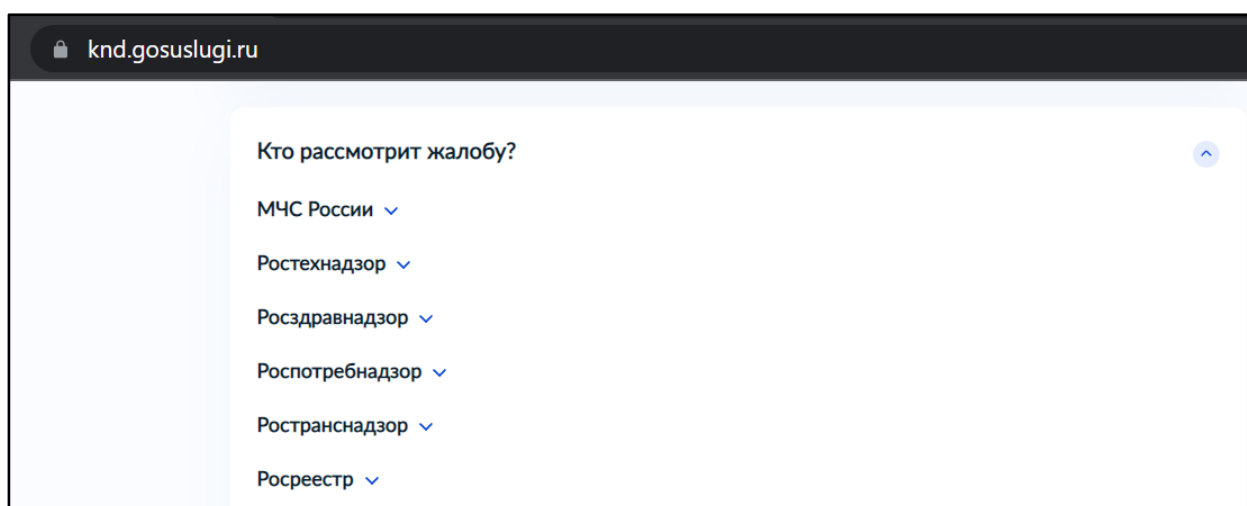 knd.gosuslugi.ru
Кто рассмотрит жалобу?
МЧС России
Ростехнадзор
Росздравнадзор
Роспотребнадзор
Ространснадзор
Росреестр